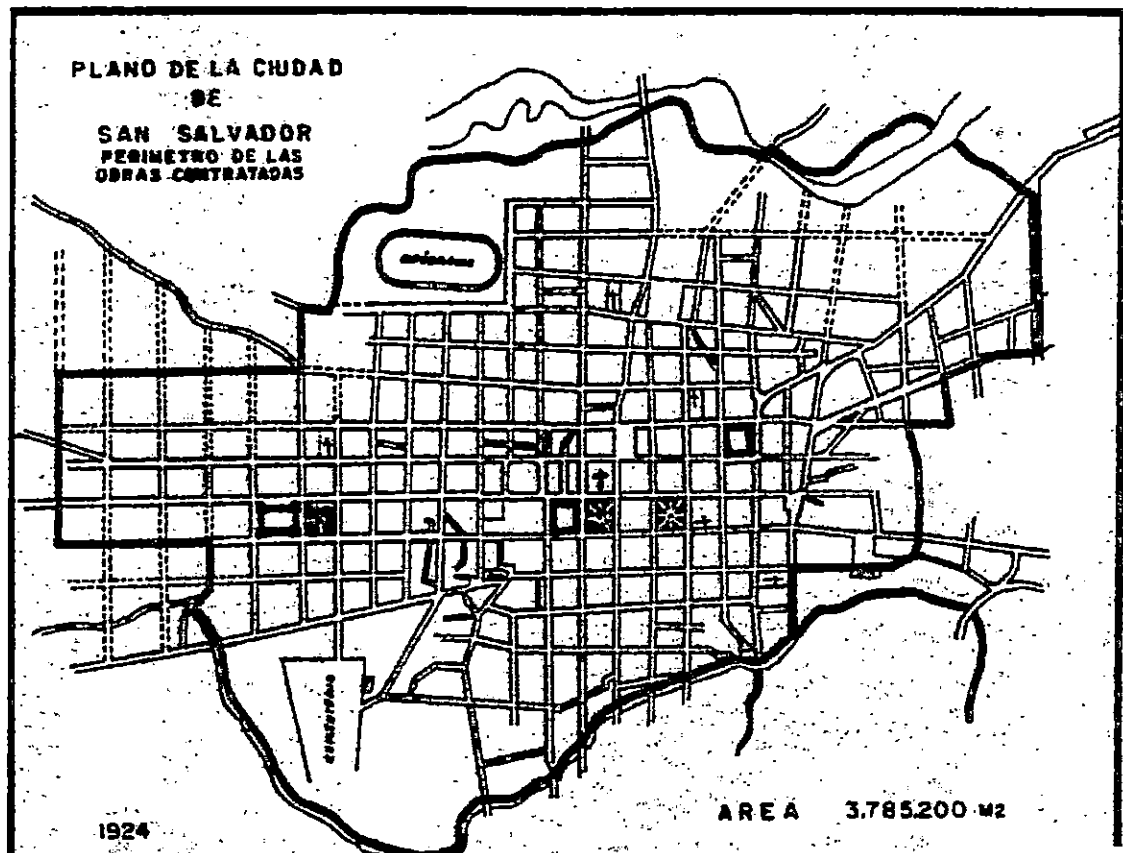 PLANO DE LA CIUDAD
DE
SAN SALVADOR
PERIMETRO DE LAS
OBRAS CONTRATADAS
1924
AREA 3.785.200 M2